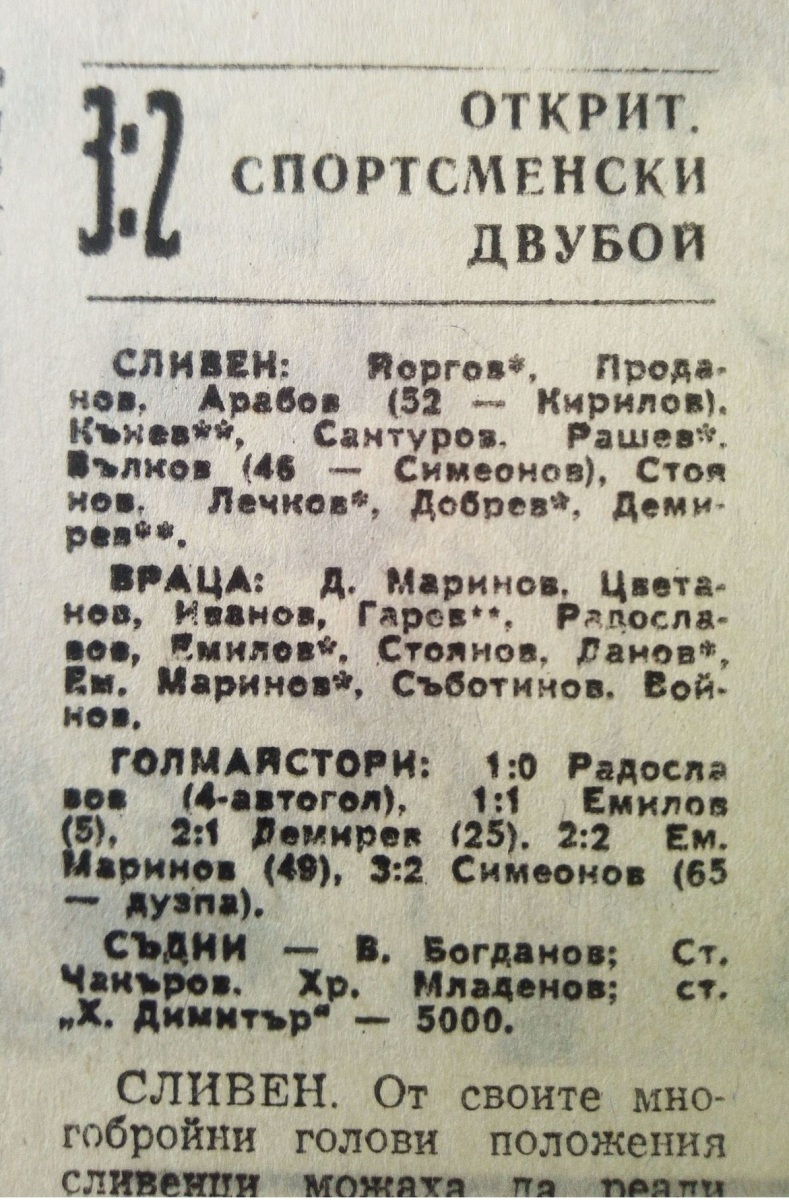 3:2
ОТКРИТ,
СПОРТСМЕНСКИ
ДВУБОЙ
СЛИВЕН: Йоргов*, Прода-
нов, Арабов (52 — Кирилов),
Кънев**, Сантуров, Рашев*,
Вълков (46 — Симеонов), Стоя
нов, Лечков*, Добрев*, Деми-
рев**.
ВРАЦА: Д. Маринов, Цвета-
нов, Иванов, Гаров**, Радосла-
вов, Емилов*, Стоянов, Данов*,
Ем. Маринов*, Съботинов, Вой-
нов.
ГОЛМАЙСТОРИ: 1:0 Радосла
вов (4-автогол), 1:1 Емилов
(5), 2:1 Демирев (25), 2:2 Ем.
Маринов (49), 3:2 Симеонов (65
— дузпа).
СЪДИИ — В. Богданов; Ст.
Чакъров, Хр. Младенов; ст.
„Х. Димитър" — 5000.
СЛИВЕН. От своите мно-
гобройни голови положения
сливенци можаха да реали